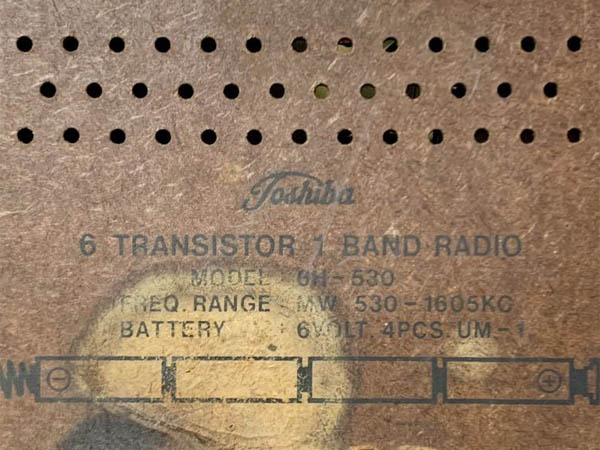 Toshiba
6 TRANSISTOR 1 BAND RADIO
MODEL : 6H-530
FREQ. RANGE : MW 530-1605KC
BATTERY : 6VOLT 4PCS. UM-1